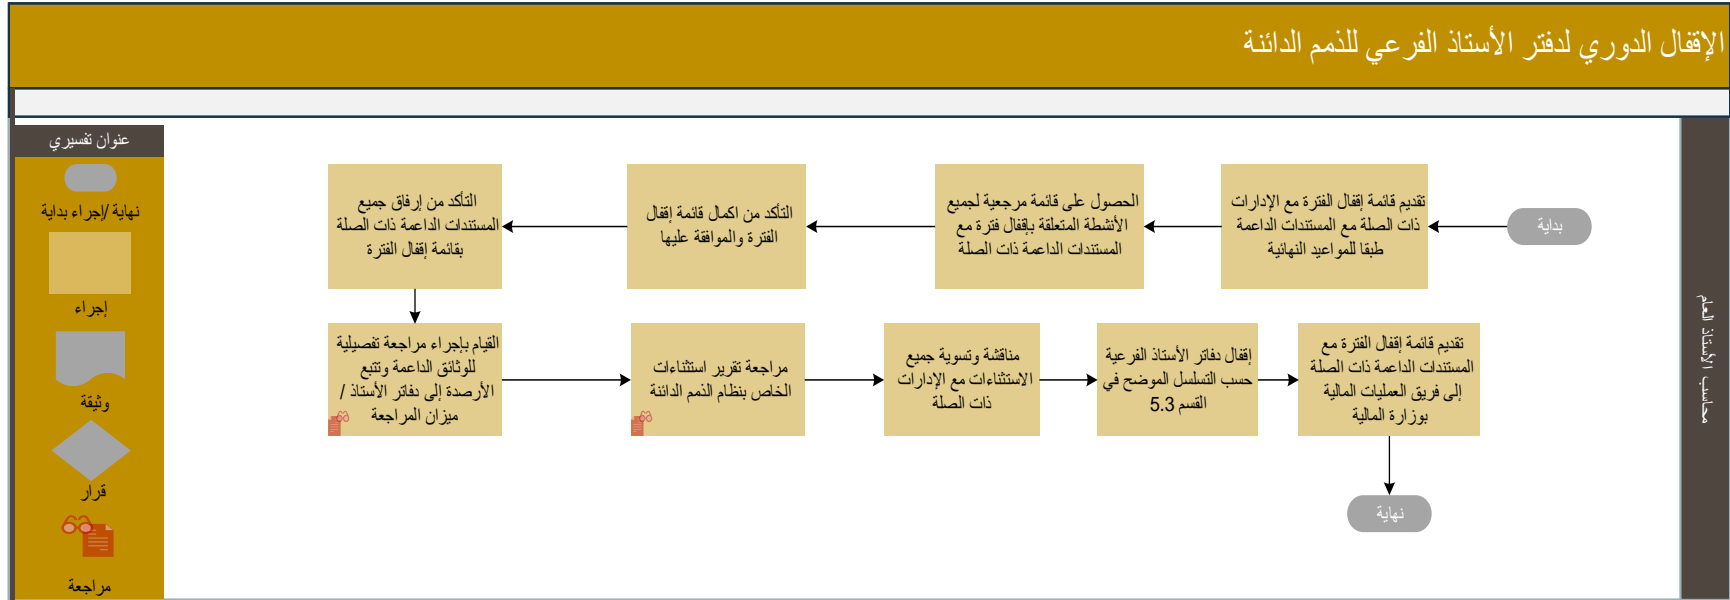 الإقفال الدوري لدفتر الأستاذ الفرعي للذمم الدائنة
محاسب الأستاذ العام
بداية
تقديم قائمة إقفال الفترة مع الإدارات
ذات الصلة مع المستندات الداعمة
طبقا للمواعيد النهائية
الحصول على قائمة مرجعية لجميع
الأنشطة المتعلقة بإقفال فترة مع
المستندات الداعمة ذات الصلة
التأكد من اكمال قائمة إقفال
الفترة والموافقة عليها
التأكد من إرفاق جميع
المستندات الداعمة ذات الصلة
بقائمة إقفال الفترة
القيام بإجراء مراجعة تفصيلية
للوثائق الداعمة وتتبع
الأرصدة إلى دفاتر الأستاذ /
ميزان المراجعة
مراجعة تقرير استثناءات
الخاص بنظام الذمم الدائنة
مناقشة وتسوية جميع
الاستثناءات مع الإدارات
ذات الصلة
إقفال دفاتر الأستاذ الفرعية
حسب التسلسل الموضح في
القسم 5.3
تقديم قائمة إقفال الفترة مع
المستندات الداعمة ذات الصلة
إلى فريق العمليات المالية
بوزارة المالية
نهاية
عنوان تفسيري
نهاية /إجراء بداية
إجراء
وثيقة
قرار
مراجعة